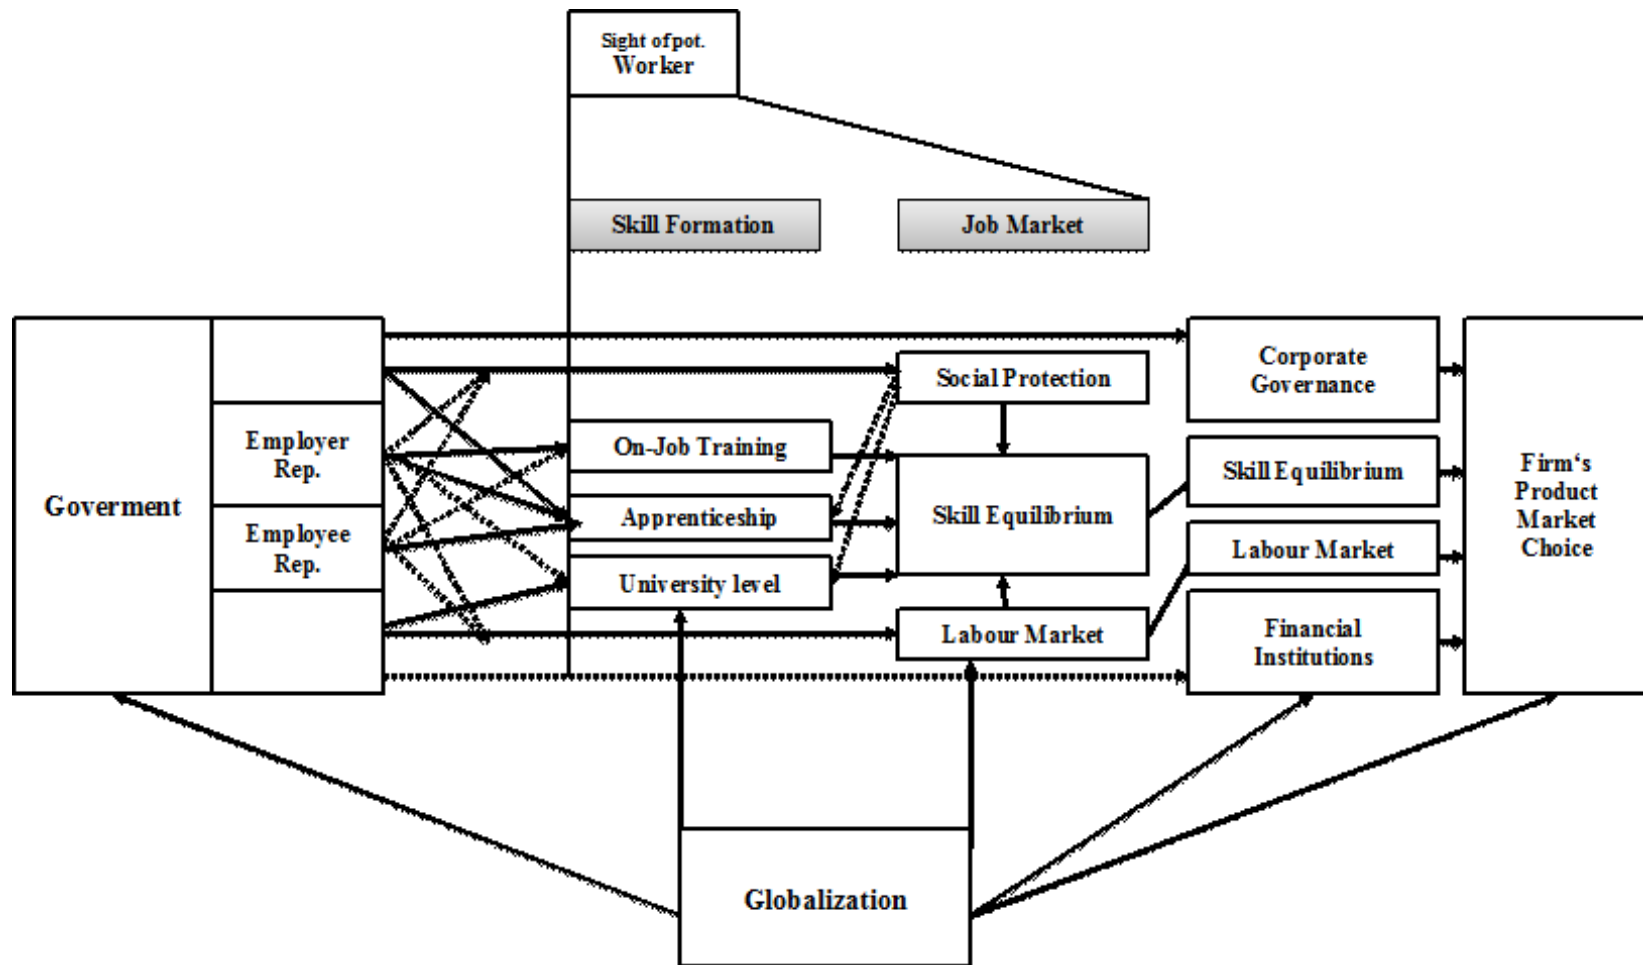 Sight of pot.
Worker
Skill Formation
Job Market
Goverment
Employer
Rep.
Employee
Rep.
On-Job Training
Apprenticeship
University level
Social Protection
Skill Equilibrium
Labour Market
Corporate
Governance
Skill Equilibrium
Labour Market
Financial
Institutions
Firm‘s
Product
Market
Choice
Globalization